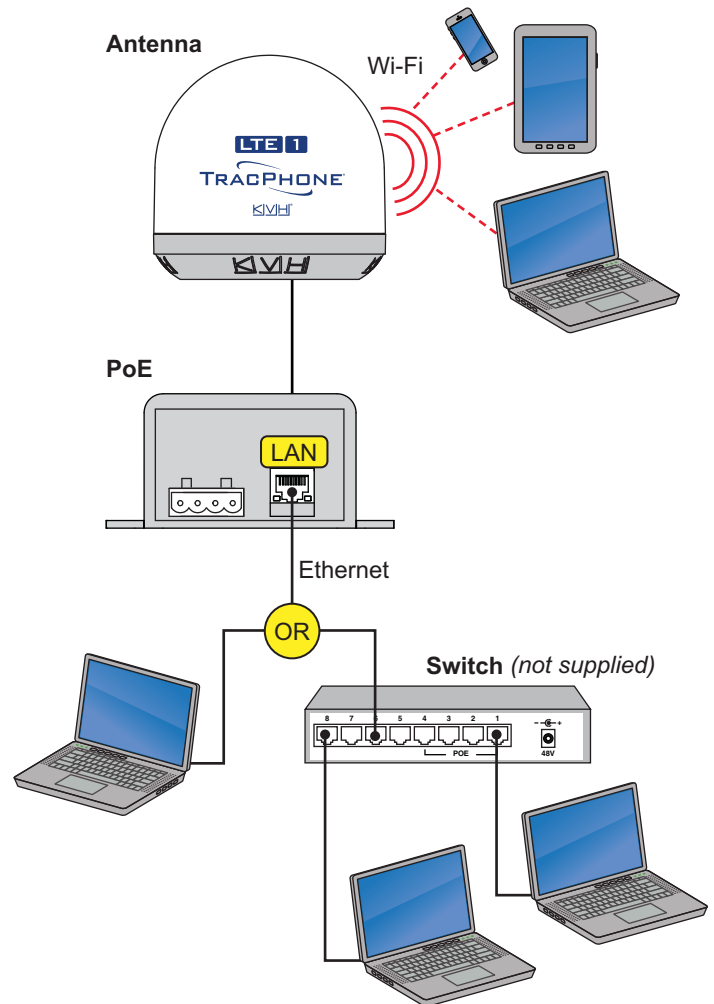 Antenna
Wi-Fi
LTE 1
TRACPHONE
KVH
KVH
PoE
LAN
Ethernet
OR
Switch (not supplied)
8 7 6 5 4 3 2 1 - +
POE 48V